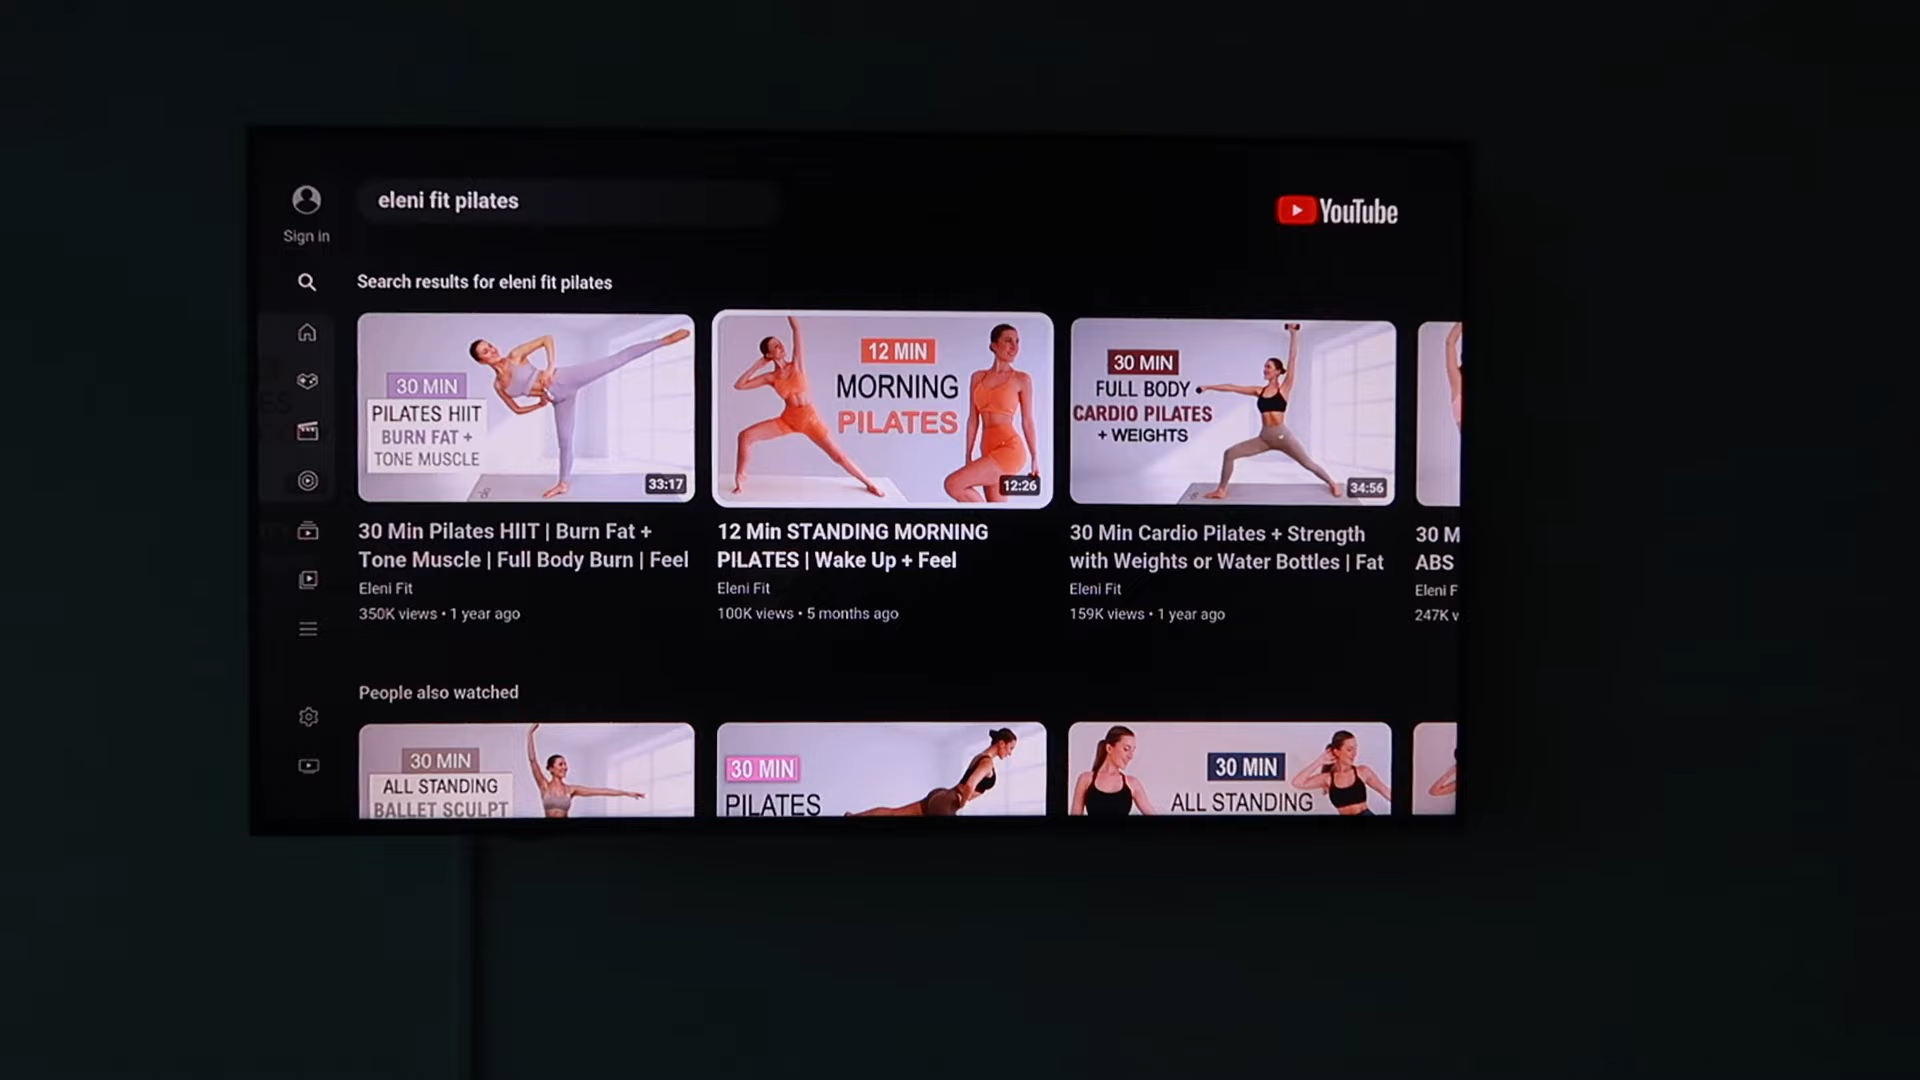 eleni fit pilates
YouTube
Sign in
Search results for eleni fit pilates
30 MIN
PILATES HIIT
BURN FAT +
TONE MUSCLE
33:17
12 MIN
MORNING
PILATES
12:26
30 MIN
FULL BODY
CARDIO PILATES
+ WEIGHTS
34:56
30 Min Pilates HIIT | Burn Fat +
Tone Muscle | Full Body Burn | Feel
Eleni Fit
350K views • 1 year ago
12 Min STANDING MORNING
PILATES | Wake Up + Feel
Eleni Fit
100K views • 5 months ago
30 Min Cardio Pilates + Strength
with Weights or Water Bottles | Fat
Eleni Fit
159K views • 1 year ago
30 M
ABS
Eleni F
247K v
People also watched
30 MIN
ALL STANDING
BALLET SCULPT
30 MIN
PILATES
30 MIN
ALL STANDING